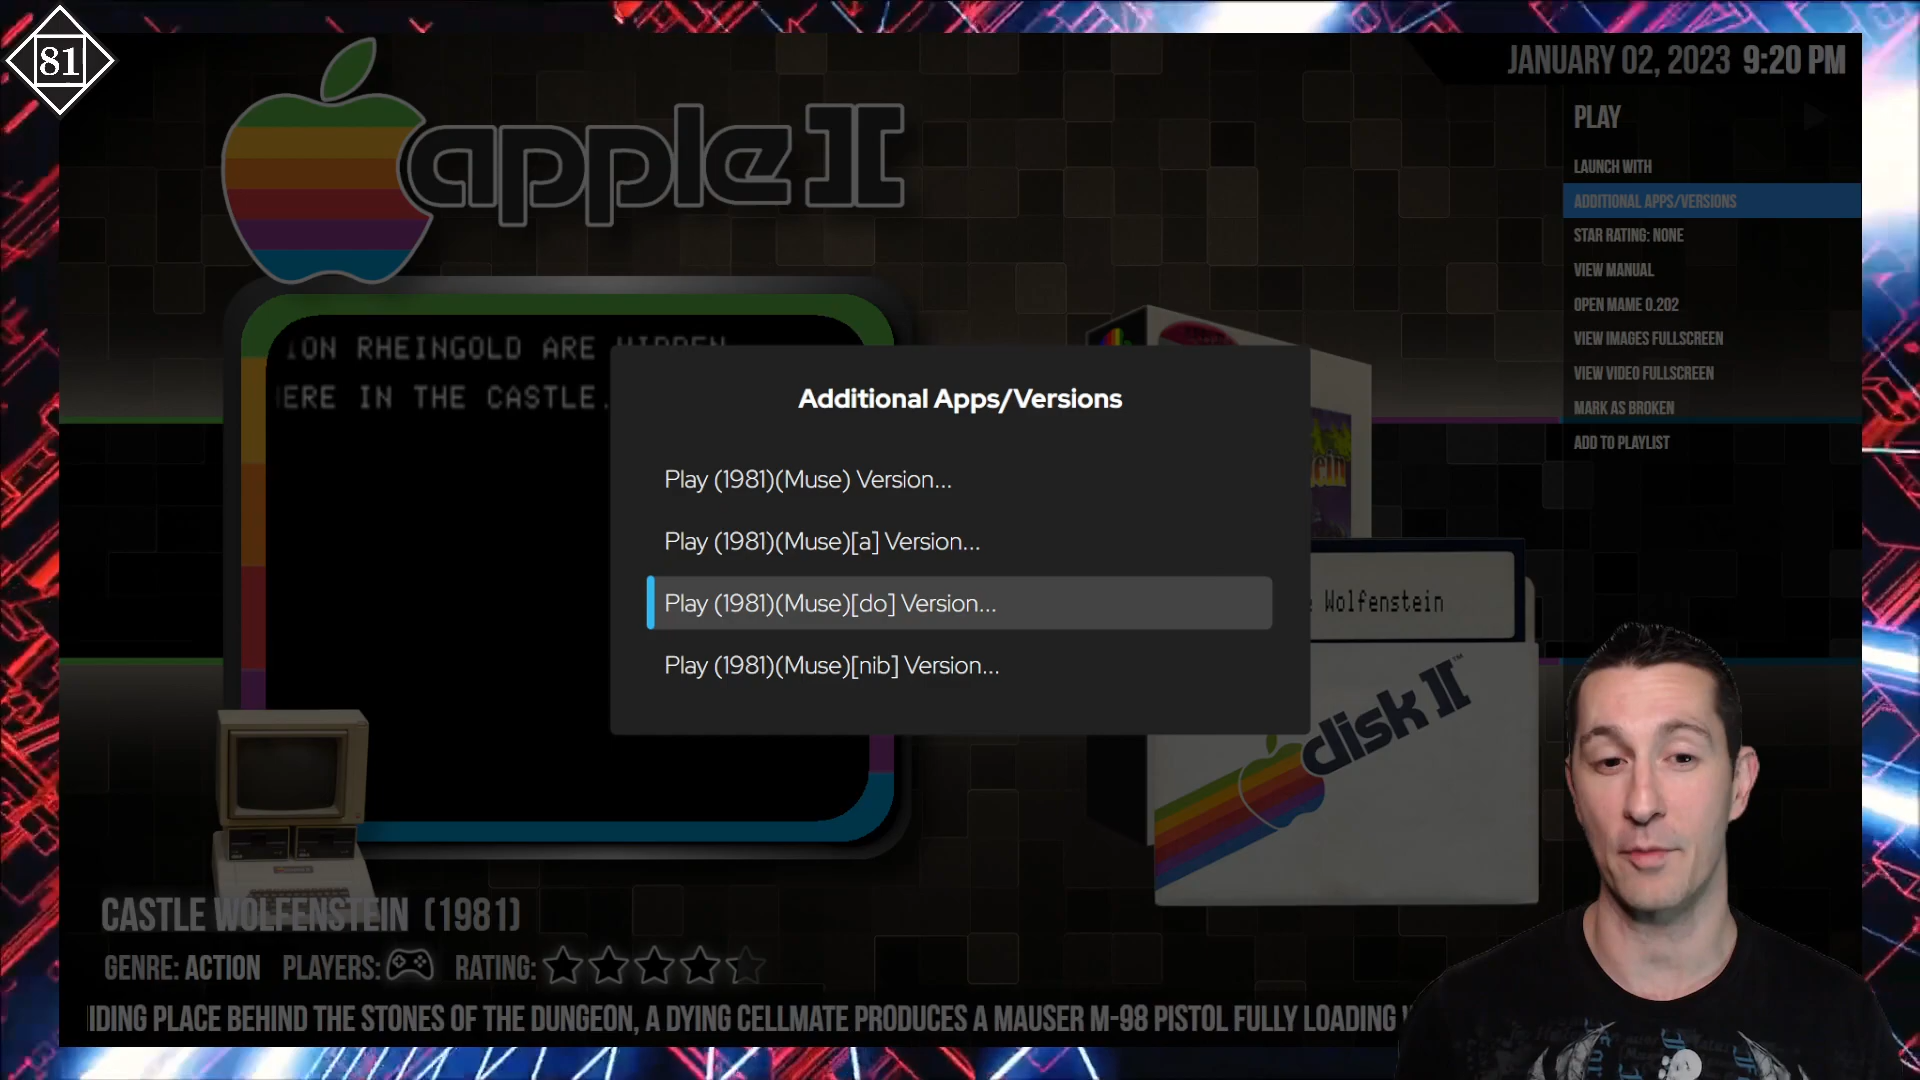 81
JANUARY 02, 2023 9:20 PM
apple II
PLAY
LAUNCH WITH
ADDITIONAL APPS/VERSIONS
STAR RATING: NONE
VIEW MANUAL
OPEN MAME 0.202
VIEW IMAGES FULLSCREEN
VIEW VIDEO FULLSCREEN
MARK AS BROKEN
ADD TO PLAYLIST
ION RHEINGOLD ARE HIDDEN
HERE IN THE CASTLE.
Additional Apps/Versions
Play (1981)(Muse) Version...
Play (1981)(Muse)[a] Version...
Play (1981)(Muse)[do] Version...
Play (1981)(Muse)[nib] Version...
Wolfenstein
disk II™
CASTLE WOLFENSTEIN (1981)
GENRE: ACTION PLAYERS: RATING:
IDING PLACE BEHIND THE STONES OF THE DUNGEON, A DYING CELLMATE PRODUCES A MAUSER M-98 PISTOL FULLY LOADING